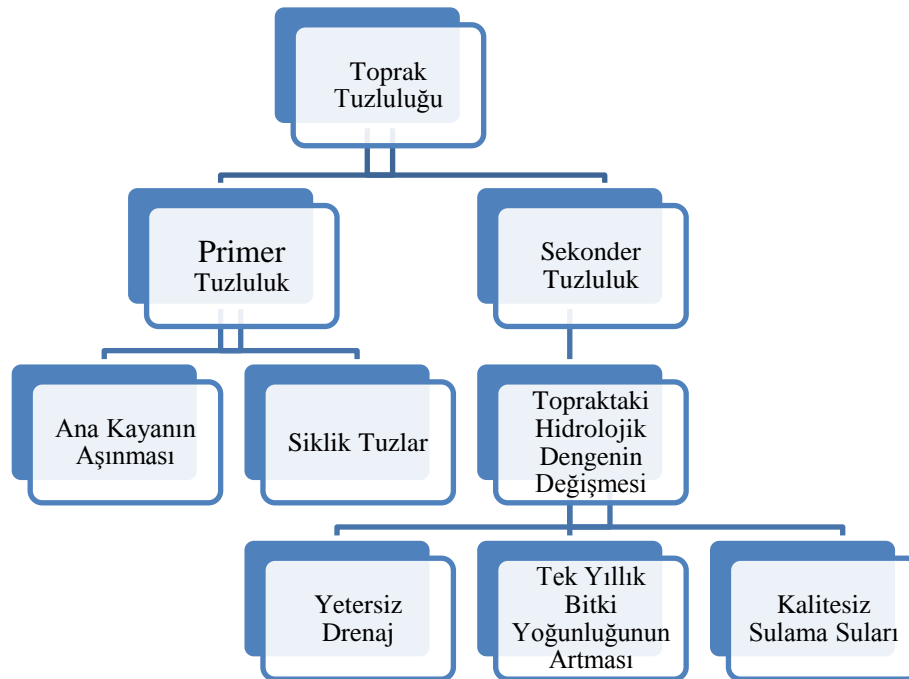 Toprak
Tuzluluğu
Primer
Tuzluluk
Sekonder
Tuzluluk
Ana Kayanın
Aşınması
Siklik Tuzlar
Topraktaki
Hidrolojik
Dengenin
Değişmesi
Yetersiz
Drenaj
Tek Yıllık
Bitki
Yoğunluğunun
Artması
Kalitesiz
Sulama Suları